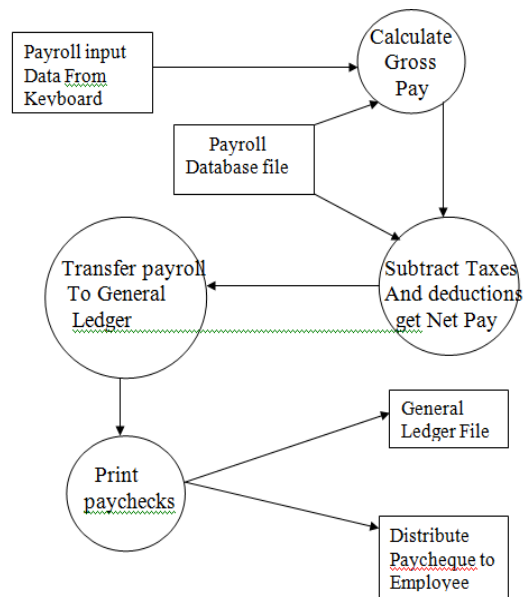 Payroll input
Data From
Keyboard
Calculate
Gross
Pay
Payroll
Database file
Transfer payroll
To General
Ledger
Subtract Taxes
And deductions
get Net Pay
General
Ledger File
Print
paychecks
Distribute
Paycheque to
Employee